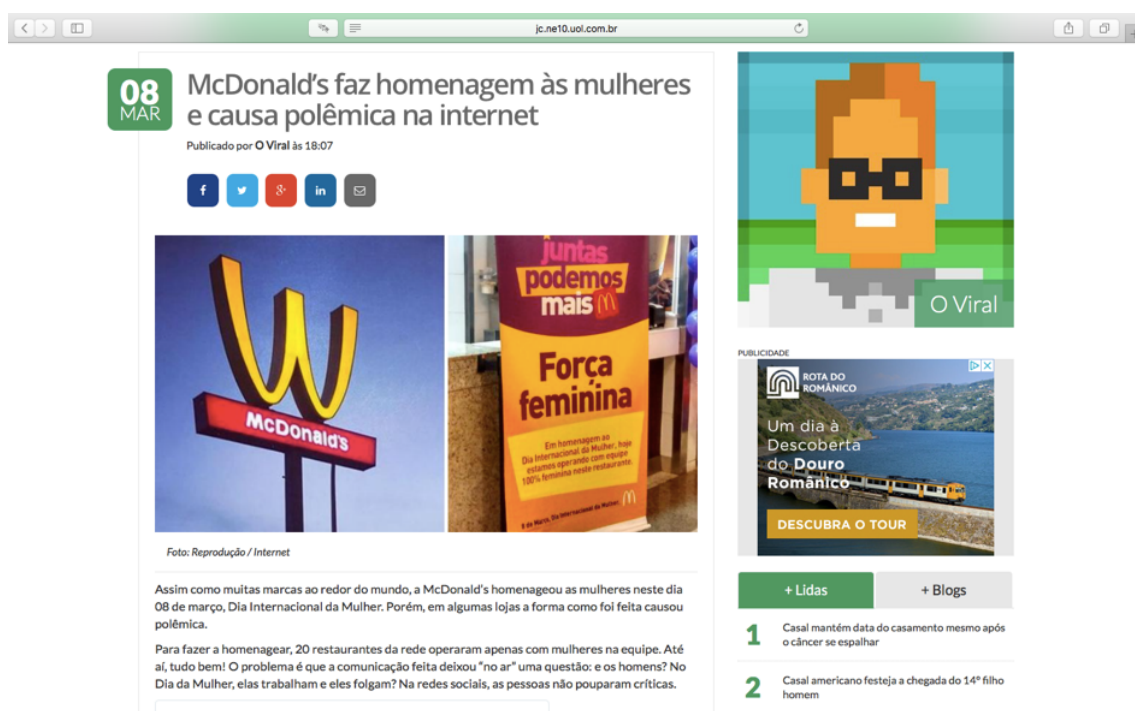 jc.ne10.uol.com.br
08
MAR
McDonald's faz homenagem às mulheres
e causa polêmica na internet
Publicado por O Viral às 18:07
McDonald's
juntas
podemos
mais
Força
feminina
Em homenagem ao
Dia Internacional da Mulher, hoje
estamos operando com equipe
100% feminina neste restaurante.
8 de Março, Dia Internacional da Mulher.
Foto: Reprodução / Internet
Assim como muitas marcas ao redor do mundo, a McDonald's homenageou as mulheres neste dia
08 de março, Dia Internacional da Mulher. Porém, em algumas lojas a forma como foi feita causou
polêmica.
Para fazer a homenagear, 20 restaurantes da rede operaram apenas com mulheres na equipe. Até
aí, tudo bem! O problema é que a comunicação feita deixou "no ar" uma questão: e os homens? No
Dia da Mulher, elas trabalham e eles folgam? Na redes sociais, as pessoas não pouparam críticas.
O Viral
PUBLICIDADE
ROTA DO
ROMÂNICO
Um dia à
Descoberta
do Douro
Românico
DESCUBRA O TOUR
+ Lidas
+ Blogs
1
Casal mantém data do casamento mesmo após
o câncer se espalhar
2
Casal americano festeja a chegada do 14º filho
homem